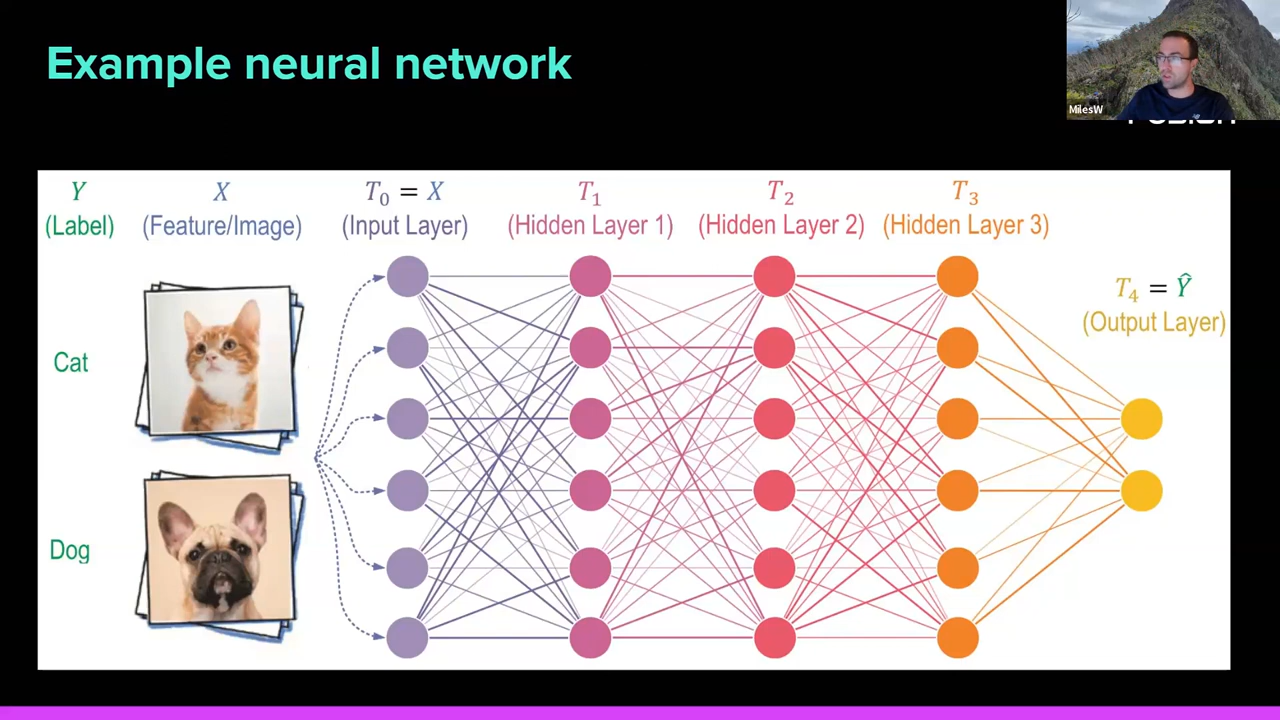 Example neural network
MilesW
Y
(Label)
X
(Feature/Image)
T₀ = X
(Input Layer)
T₁
(Hidden Layer 1)
T₂
(Hidden Layer 2)
T₃
(Hidden Layer 3)
T₄ = Ŷ
(Output Layer)
Cat
Dog